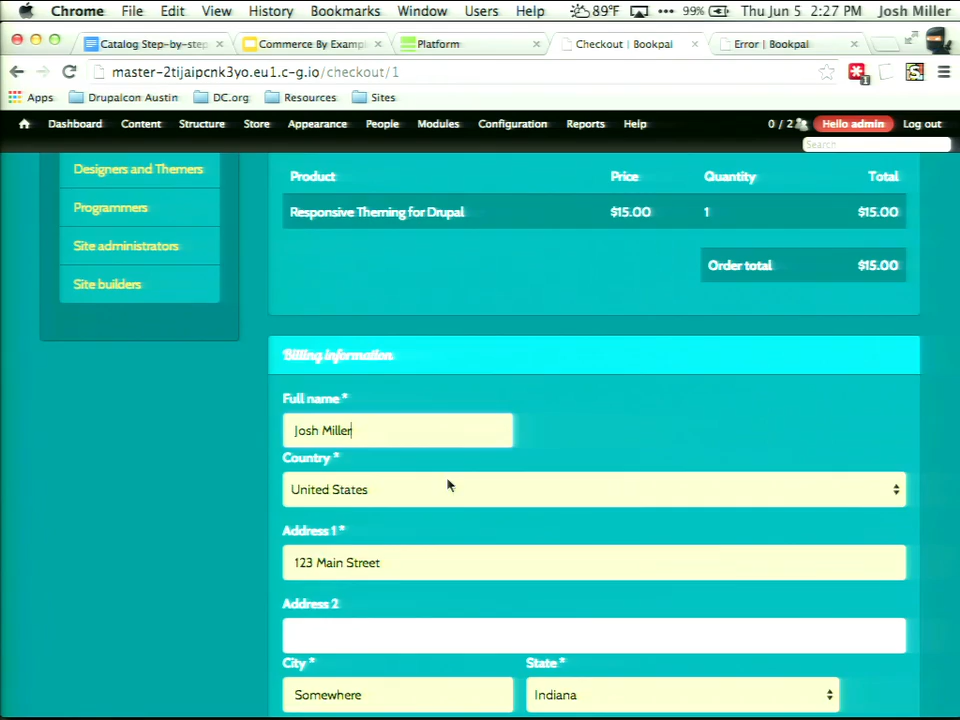 Chrome File Edit View History Bookmarks Window Users Help 89°F 99% Thu Jun 5 2:27 PM Josh Miller
Catalog Step-by-step Commerce By Exampl Platform Checkout | Bookpal Error | Bookpal
master-2tijaipcnk3yo.eu1.c-g.io/checkout/1
1
Apps Drupalcon Austin DC.org Resources Sites
Dashboard Content Structure Store Appearance People Modules Configuration Reports Help 0 / 2 Hello admin Log out
Search
Designers and Themers
Programmers
Site administrators
Site builders
Product Price Quantity Total
Responsive Theming for Drupal $15.00 1 $15.00
Order total $15.00
Billing information
Full name *
Josh Miller
Country *
United States
Address 1 *
123 Main Street
Address 2
City * State *
Somewhere Indiana